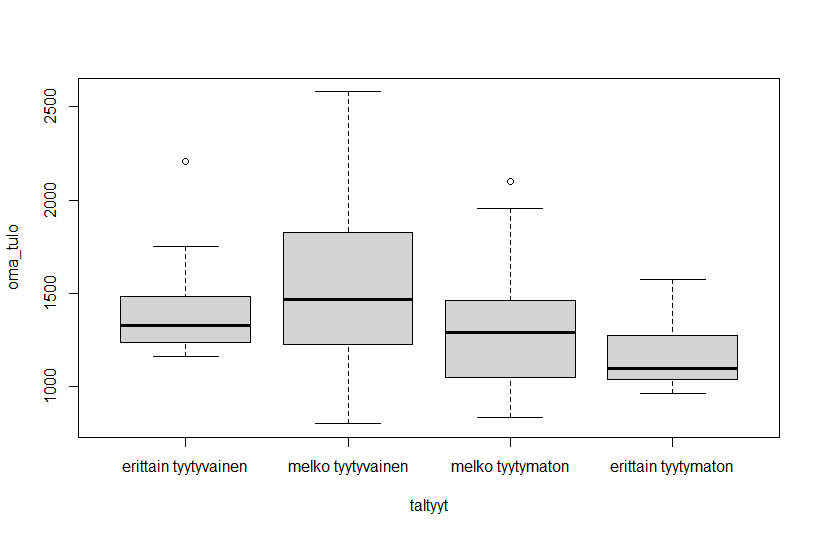 oma_tulo
2500
2000
1500
1000
erittain tyytyvainen
melko tyytyvainen
melko tyytymaton
erittain tyytymaton
taltyyt